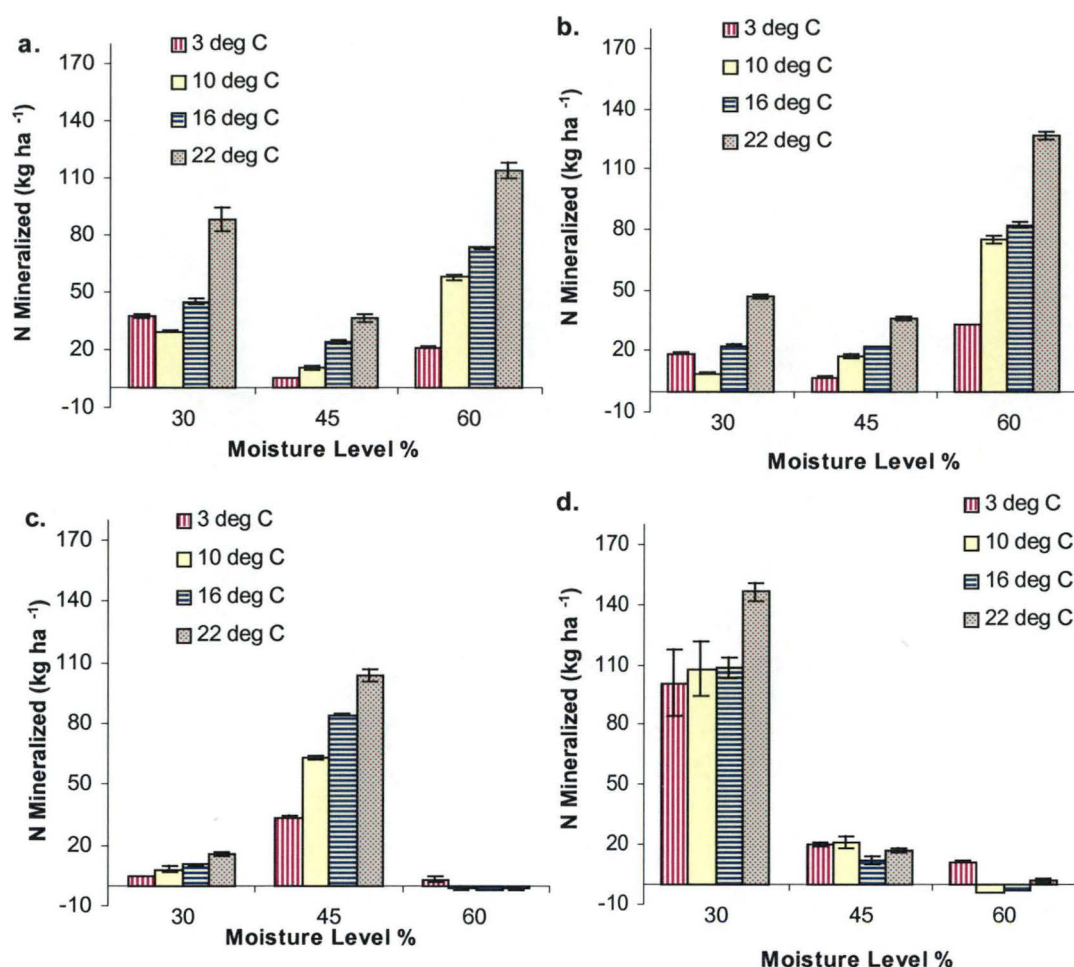 a.
3 deg C
10 deg C
16 deg C
22 deg C
170
140
110
80
50
20
-10
N Mineralized (kg ha -1)
30 45 60
Moisture Level %
b.
3 deg C
10 deg C
16 deg C
22 deg C
170
140
110
80
50
20
-10
N Mineralized (kg ha -1)
30 45 60
Moisture Level %
c.
3 deg C
10 deg C
16 deg C
22 deg C
170
140
110
80
50
20
-10
N Mineralized (kg ha -1)
30 45 60
Moisture Level %
d.
3 deg C
10 deg C
16 deg C
22 deg C
170
140
110
80
50
20
-10
N Mineralized (kg ha -1)
30 45 60
Moisture Level %